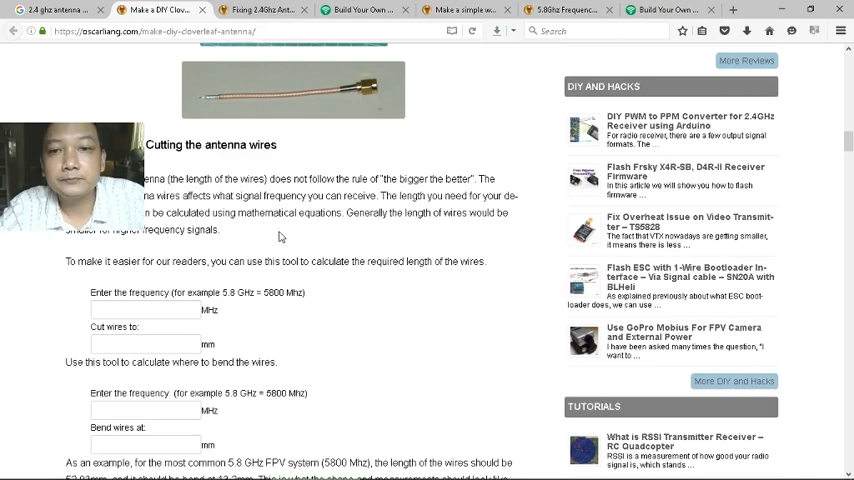 2.4 ghz antenna
Make a DIY Clov
Fixing 2.4Ghz Ant
Build Your Own
Make a simple w
5.8Ghz Frequenc
Build Your Own
https://oscarliang.com/make-diy-cloverleaf-antenna/
Search
More Reviews
Cutting the antenna wires
enna (the length of the wires) does not follow the rule of "the bigger the better". The
nna wires affects what signal frequency you can receive. The length you need for your de-
n be calculated using mathematical equations. Generally the length of wires would be
smaller for higher frequency signals.
To make it easier for our readers, you can use this tool to calculate the required length of the wires.
Enter the frequency (for example 5.8 GHz = 5800 Mhz)
MHz
Cut wires to:
mm
Use this tool to calculate where to bend the wires.
Enter the frequency (for example 5.8 GHz = 5800 Mhz)
MHz
Bend wires at:
mm
As an example, for the most common 5.8 GHz FPV system (5800 Mhz), the length of the wires should be
DIY AND HACKS
DIY PWM to PPM Converter for 2.4GHz
Receiver using Arduino
For radio receiver, there are a few output signal
formats. The ...
Flash Frsky X4R-SB, D4R-II Receiver
Firmware
In this article we will show you how to flash
firmware ...
Fix Overheat Issue on Video Transmit-
ter – TS5828
The fact that VTX nowadays are getting smaller,
it means there is less ...
Flash ESC with 1-Wire Bootloader In-
terface – Via Signal cable – SN20A with
BLHeli
As explained previously about what ESC boot-
loader does, we can use ...
Use GoPro Mobius For FPV Camera
and External Power
I have been asked many times the question, "I
want to ...
More DIY and Hacks
TUTORIALS
What is RSSI Transmitter Receiver –
RC Quadcopter
RSSI is a measurement of how good your radio
signal is, which stands ...